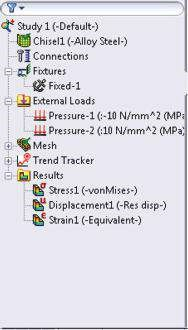 Study 1 (-Default-)
Chisel1 (-Alloy Steel-)
Connections
Fixtures
Fixed-1
External Loads
Pressure-1 (:-10 N/mm^2 (MPa
Pressure-2 (:10 N/mm^2 (MPa)
Mesh
Trend Tracker
Results
Stress1 (-vonMises-)
Displacement1 (-Res disp-)
Strain1 (-Equivalent-)